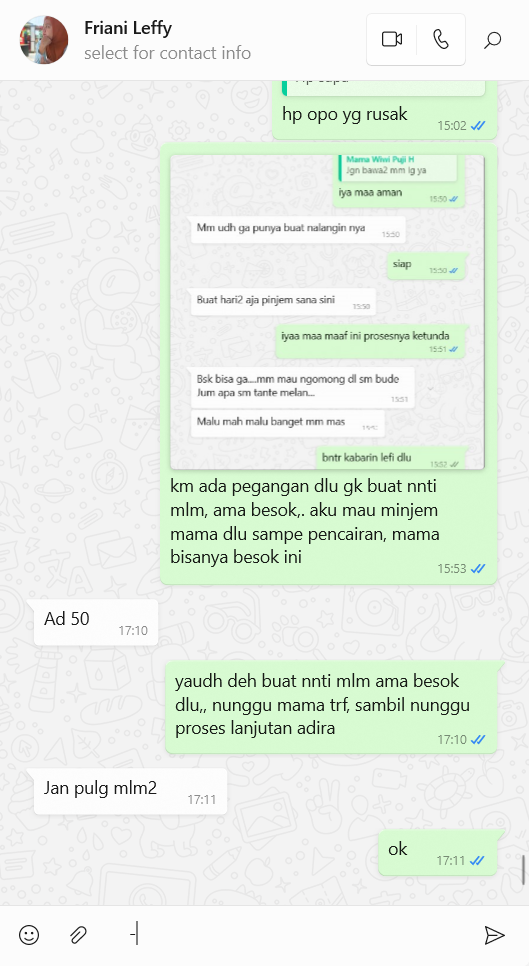 Friani Leffy
select for contact info
hp opo yg rusak
15:02
Mama Wiwi Puji H
Jgn bawa2 mm lg ya
iya maa aman
15:50
Mm udh ga punya buat nalangin nya
15:50
siap
15:50
Buat hari2 aja pinjem sana sini
15:50
iyaa maa maaf ini prosesnya ketunda
15:51
Bsk bisa ga....mm mau ngomong dl sm bude
Jum apa sm tante melan...
15:51
Malu mah malu banget mm mas
bntr kabarin lefi dlu
15:52
km ada pegangan dlu gk buat nnti
mlm, ama besok,. aku mau minjem
mama dlu sampe pencairan, mama
bisanya besok ini
15:53
Ad 50
17:10
yaudh deh buat nnti mlm ama besok
dlu,, nunggu mama trf, sambil nunggu
proses lanjutan adira
17:10
Jan pulg mlm2
17:11
ok
17:11
-